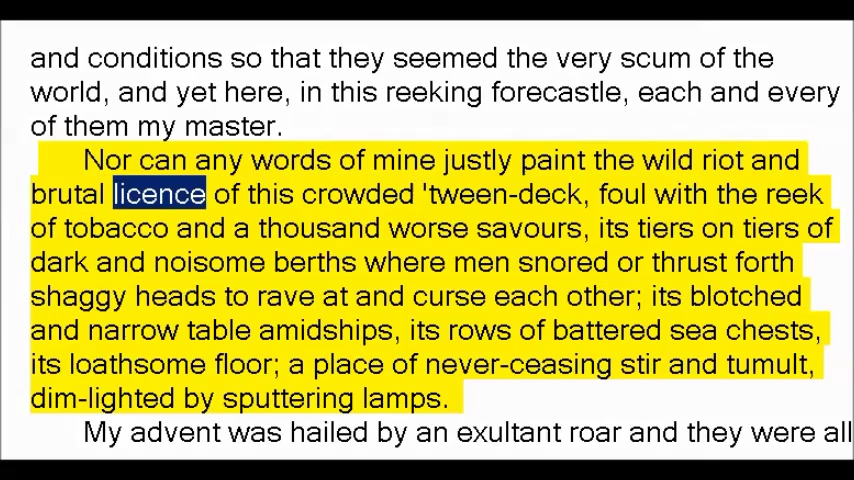 and conditions so that they seemed the very scum of the
world, and yet here, in this reeking forecastle, each and every
of them my master.
Nor can any words of mine justly paint the wild riot and
brutal licence of this crowded 'tween-deck, foul with the reek
of tobacco and a thousand worse savours, its tiers on tiers of
dark and noisome berths where men snored or thrust forth
shaggy heads to rave at and curse each other; its blotched
and narrow table amidships, its rows of battered sea chests,
its loathsome floor; a place of never-ceasing stir and tumult,
dim-lighted by sputtering lamps.
My advent was hailed by an exultant roar and they were all